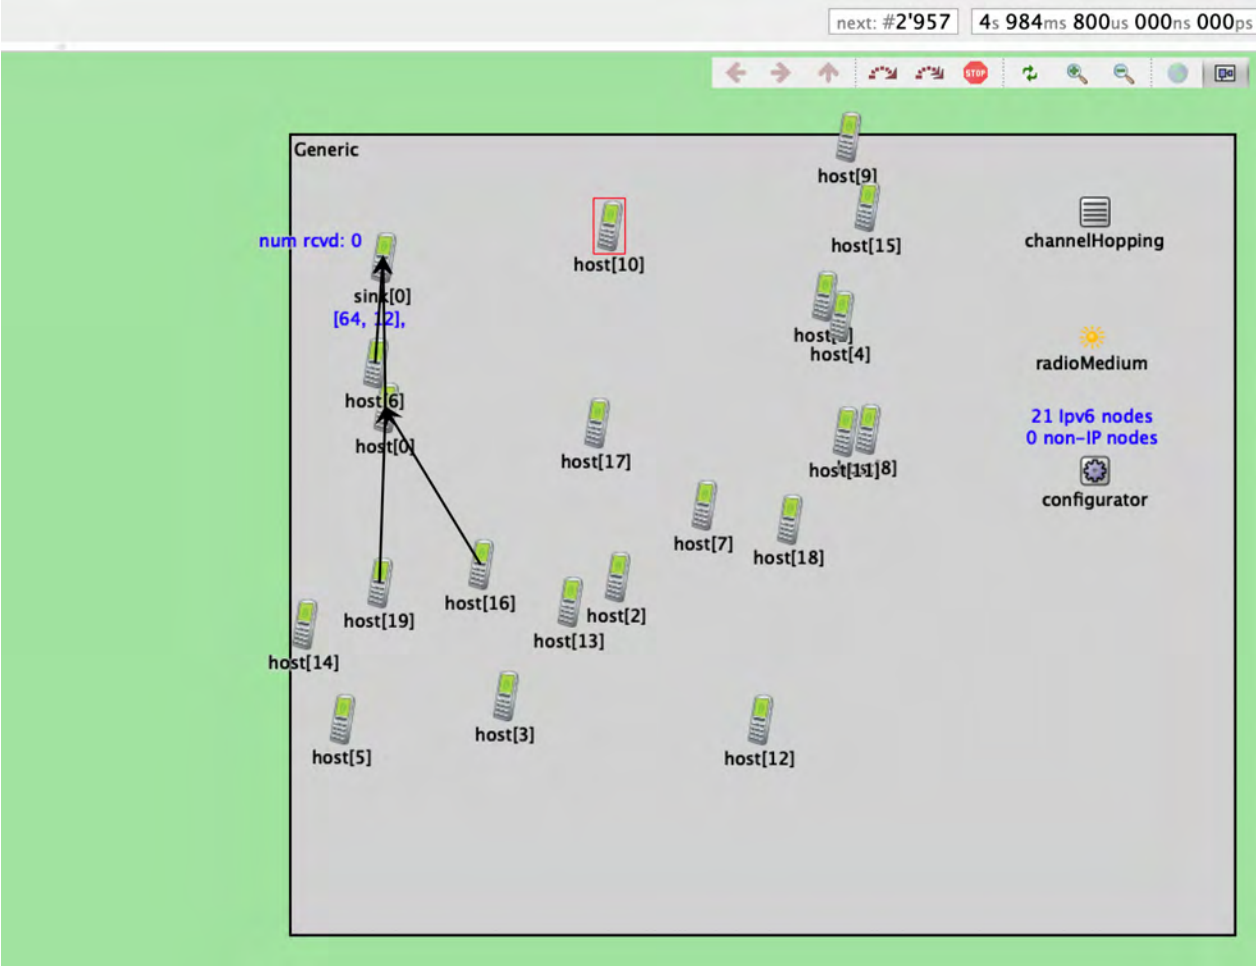 next: #2'957
4s 984ms 800us 000ns 000ps
STOP
Generic
host[9]
num rcvd: 0
host[10]
host[15]
channelHopping
sink[0]
[64, 12],
host[4]
radioMedium
host[6]
21 Ipv6 nodes
0 non-IP nodes
host[0]
host[17]
host[11]
configurator
host[7]
host[18]
host[16]
host[19]
host[2]
host[13]
host[14]
host[3]
host[5]
host[12]